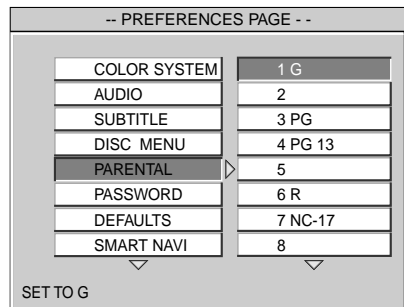 -- PREFERENCES PAGE - -
COLOR SYSTEM
1 G
AUDIO
2
SUBTITLE
3 PG
DISC MENU
4 PG 13
PARENTAL
5
PASSWORD
6 R
DEFAULTS
7 NC-17
SMART NAVI
8
SET TO G